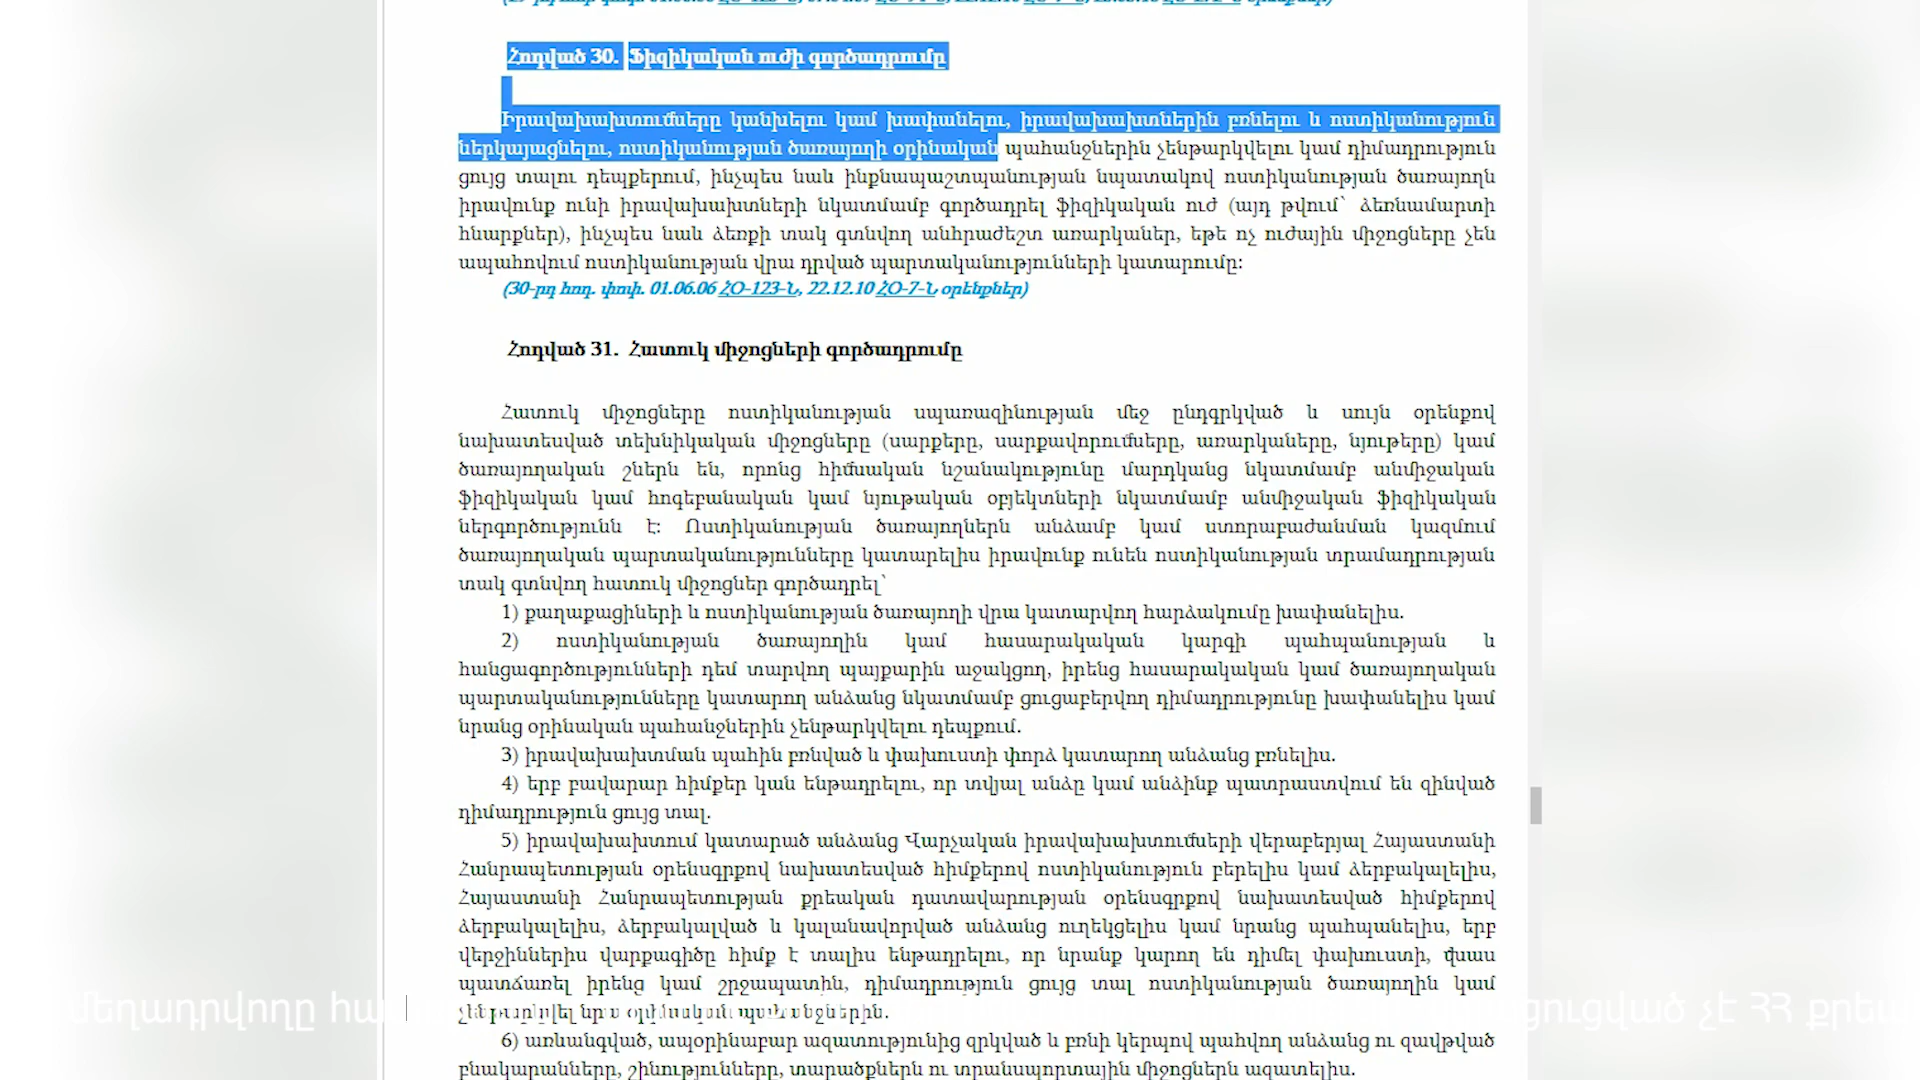 Հոդված 30. Ֆիզիկական ուժի գործադրումը
Իրավախախտումները կանխելու կամ խափանելու, իրավախախտներին բռնելու և ոստիկանություն
ներկայացնելու, ոստիկանության ծառայողի օրինական պահանջներին չենթարկվելու կամ դիմադրություն
ցույց տալու դեպքերում, ինչպես նաև ինքնապաշտպանության նպատակով ոստիկանության ծառայողն
իրավունք ունի իրավախախտների նկատմամբ գործադրել ֆիզիկական ուժ (այդ թվում` ձեռնամարտի
հնարքներ), ինչպես նաև ձեռքի տակ գտնվող անհրաժեշտ առարկաներ, եթե ոչ ուժային միջոցները չեն
ապահովում ոստիկանության վրա դրված պարտականությունների կատարումը:
(30-րդ հոդ. փոփ. 01.06.06 ՀՕ-123-Ն, 22.12.10 ՀՕ-7-Ն օրենքներ)
Հոդված 31. Հատուկ միջոցների գործադրումը
Հատուկ միջոցները ոստիկանության սպառազինության մեջ ընդգրկված և սույն օրենքով
նախատեսված տեխնիկական միջոցները (սարքերը, սարքավորումները, առարկաները, նյութերը) կամ
ծառայողական շներն են, որոնց հիմնական նշանակությունը մարդկանց նկատմամբ անմիջական
ֆիզիկական կամ հոգեբանական կամ նյութական օբյեկտների նկատմամբ անմիջական ֆիզիկական
ներգործությունն է: Ոստիկանության ծառայողներն անձամբ կամ ստորաբաժանման կազմում
ծառայողական պարտականությունները կատարելիս իրավունք ունեն ոստիկանության տրամադրության
տակ գտնվող հատուկ միջոցներ գործադրել`
1) քաղաքացիների և ոստիկանության ծառայողի վրա կատարվող հարձակումը խափանելիս.
2) ոստիկանության ծառայողին կամ հասարակական կարգի պահպանության և
հանցագործությունների դեմ տարվող պայքարին աջակցող, իրենց հասարակական կամ ծառայողական
պարտականությունները կատարող անձանց նկատմամբ ցուցաբերվող դիմադրությունը խափանելիս կամ
նրանց օրինական պահանջներին չենթարկվելու դեպքում.
3) իրավախախտման պահին բռնված և փախուստի փորձ կատարող անձանց բռնելիս.
4) երբ բավարար հիմքեր կան ենթադրելու, որ տվյալ անձը կամ անձինք պատրաստվում են զինված
դիմադրություն ցույց տալ.
5) իրավախախտում կատարած անձանց Վարչական իրավախախտումների վերաբերյալ Հայաստանի
Հանրապետության օրենսգրքով նախատեսված հիմքերով ոստիկանություն բերելիս կամ ձերբակալելիս,
Հայաստանի Հանրապետության քրեական դատավարության օրենսգրքով նախատեսված հիմքերով
ձերբակալելիս, ձերբակալված և կալանավորված անձանց ուղեկցելիս կամ նրանց պահպանելիս, երբ
վերջիններիս վարքագիծը հիմք է տալիս ենթադրելու, որ նրանք կարող են դիմել փախուստի, վնաս
պատճառել իրենց կամ շրջապատին, դիմադրություն ցույց տալ ոստիկանության ծառայողին կամ
չենթարկվել նրա օրինական պահանջներին.
մեղադրվողը ցուցված չէ ՀՀ
6) առևանգված, ապօրինաբար ազատությունից զրկված և բռնի կերպով պահվող անձանց ու զավթված
բնակարանները, շինությունները, տարածքներն ու տրանսպորտային միջոցներն ազատելիս.